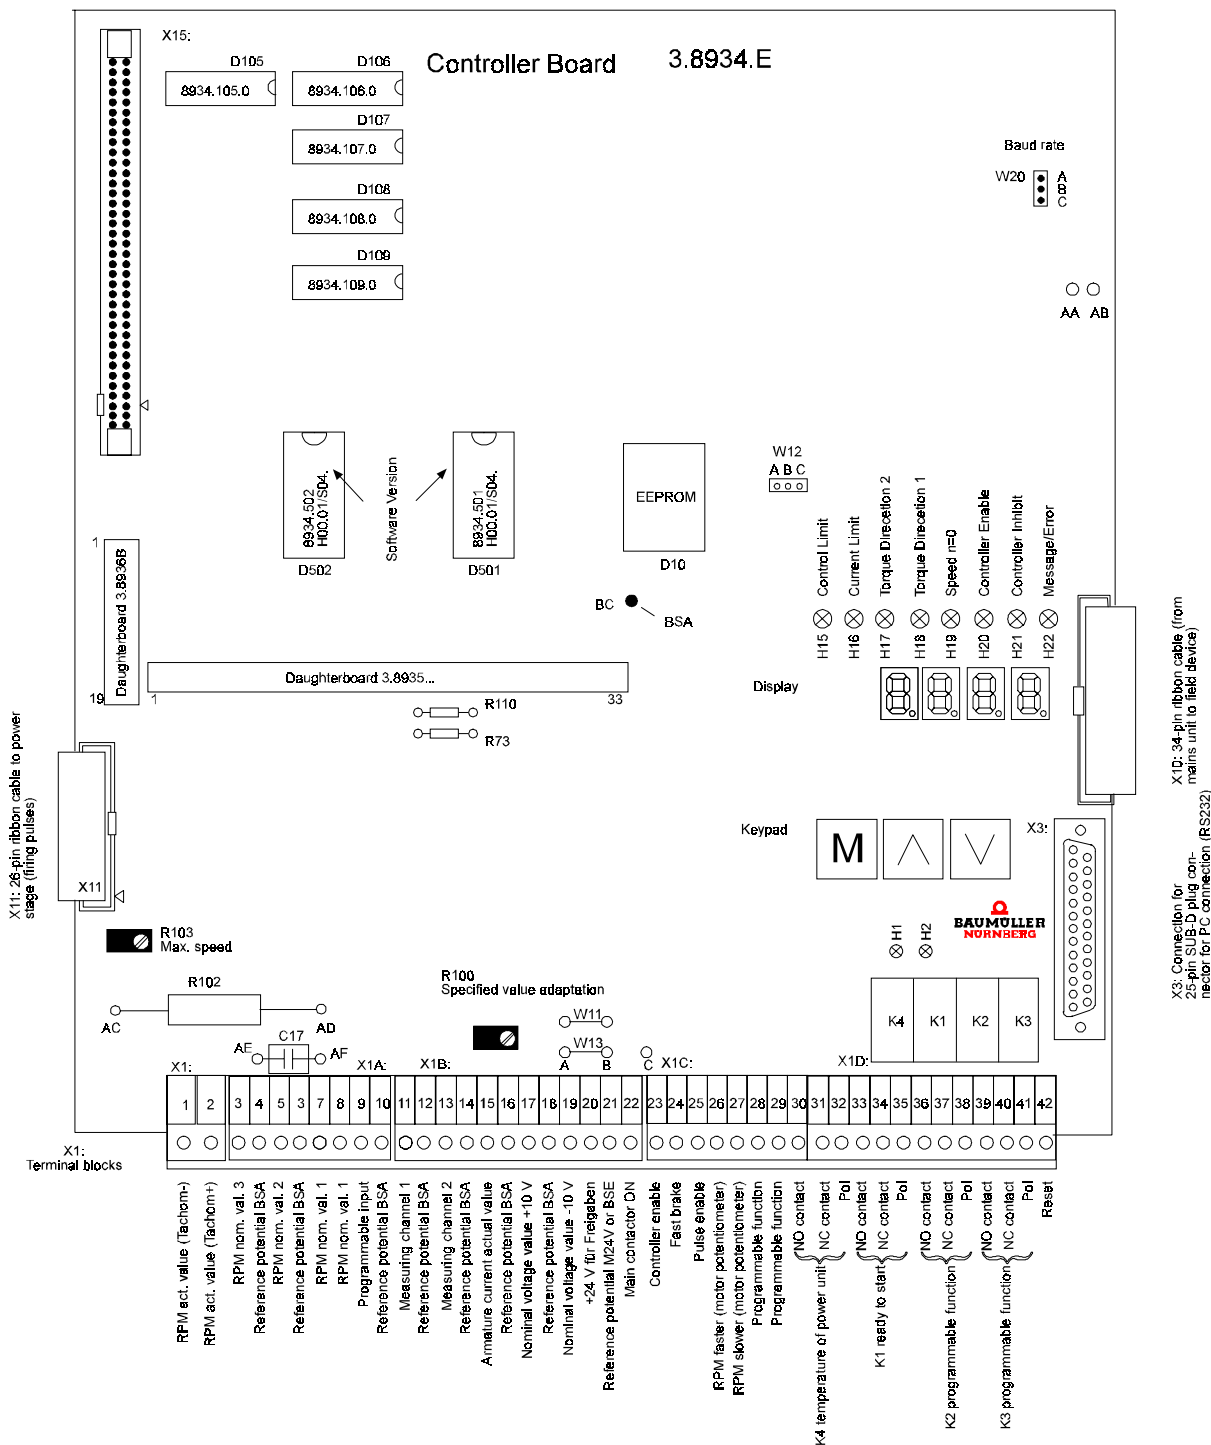 X15:
Controller Board 3.8934.E
D105
8934.105.0
D106
8934.106.0
D107
8934.107.0
D108
8934.108.0
D109
8934.109.0
Baud rate
W20
A
B
C
AA AB
8934.502
H00.01/S04.
D502
Software Version
8934.501
H00.01/S04.
D501
EEPROM
D10
W12
A B C
BC
BSA
Control Limit
Current Limit
Torque Direcetion 2
Torque Direction 1
Speed n=0
Controller Enable
Controller Inhibit
Message/Error
H15
H16
H17
H18
H19
H20
H21
H22
1
Daughterboard 3.8936B
19
Daughterboard 3.8935...
1
33
R110
R73
Display
X10: 34-pin ribbon cable (from
mains unit to field device)
X11: 26-pin ribbon cable to power
stage (firing pulses)
X11
Keypad
M
X3:
X3: Connection for
25-pin SUB-D plug con-
nector for PC connection (RS232)
BAUMÜLLER
NÜRNBERG
H1
H2
R103
Max. speed
R102
AC
AD
R100
Specified value adaptation
W11
W13
A
B
C
C17
AE
AF
K4
K1
K2
K3
X1:
X1A:
X1B:
X1C:
X1D:
1 2 3 4 5 3 7 8 9 10 11 12 13 14 15 16 17 18 19 20 21 22 23 24 25 26 27 28 29 30 31 32 33 34 35 36 37 38 39 40 41 42
X1:
Terminal blocks
RPM act. value (Tachom-)
RPM act. value (Tachom+)
RPM nom. val. 3
Reference potential BSA
RPM nom. val. 2
Reference potential BSA
RPM nom. val. 1
RPM nom. val. 1
Programmable input
Reference potential BSA
Measuring channel 1
Reference potential BSA
Measuring channel 2
Reference potential BSA
Armature current actual value
Reference potential BSA
Nominal voltage value +10 V
Reference potential BSA
Nominal voltage value -10 V
+24 V für Freigaben
Reference potential M24V or BSE
Main contactor ON
Controller enable
Fast brake
Pulse enable
RPM faster (motor potentiometer)
RPM slower (motor potentiometer)
Programmable function
Programmable function
NO contact
NC contact
Pol
K4 temperature of power unit
NO contact
NC contact
Pol
K1 ready to start
NO contact
NC contact
Pol
K2 programmable function
NO contact
NC contact
Pol
K3 programmable function
Reset